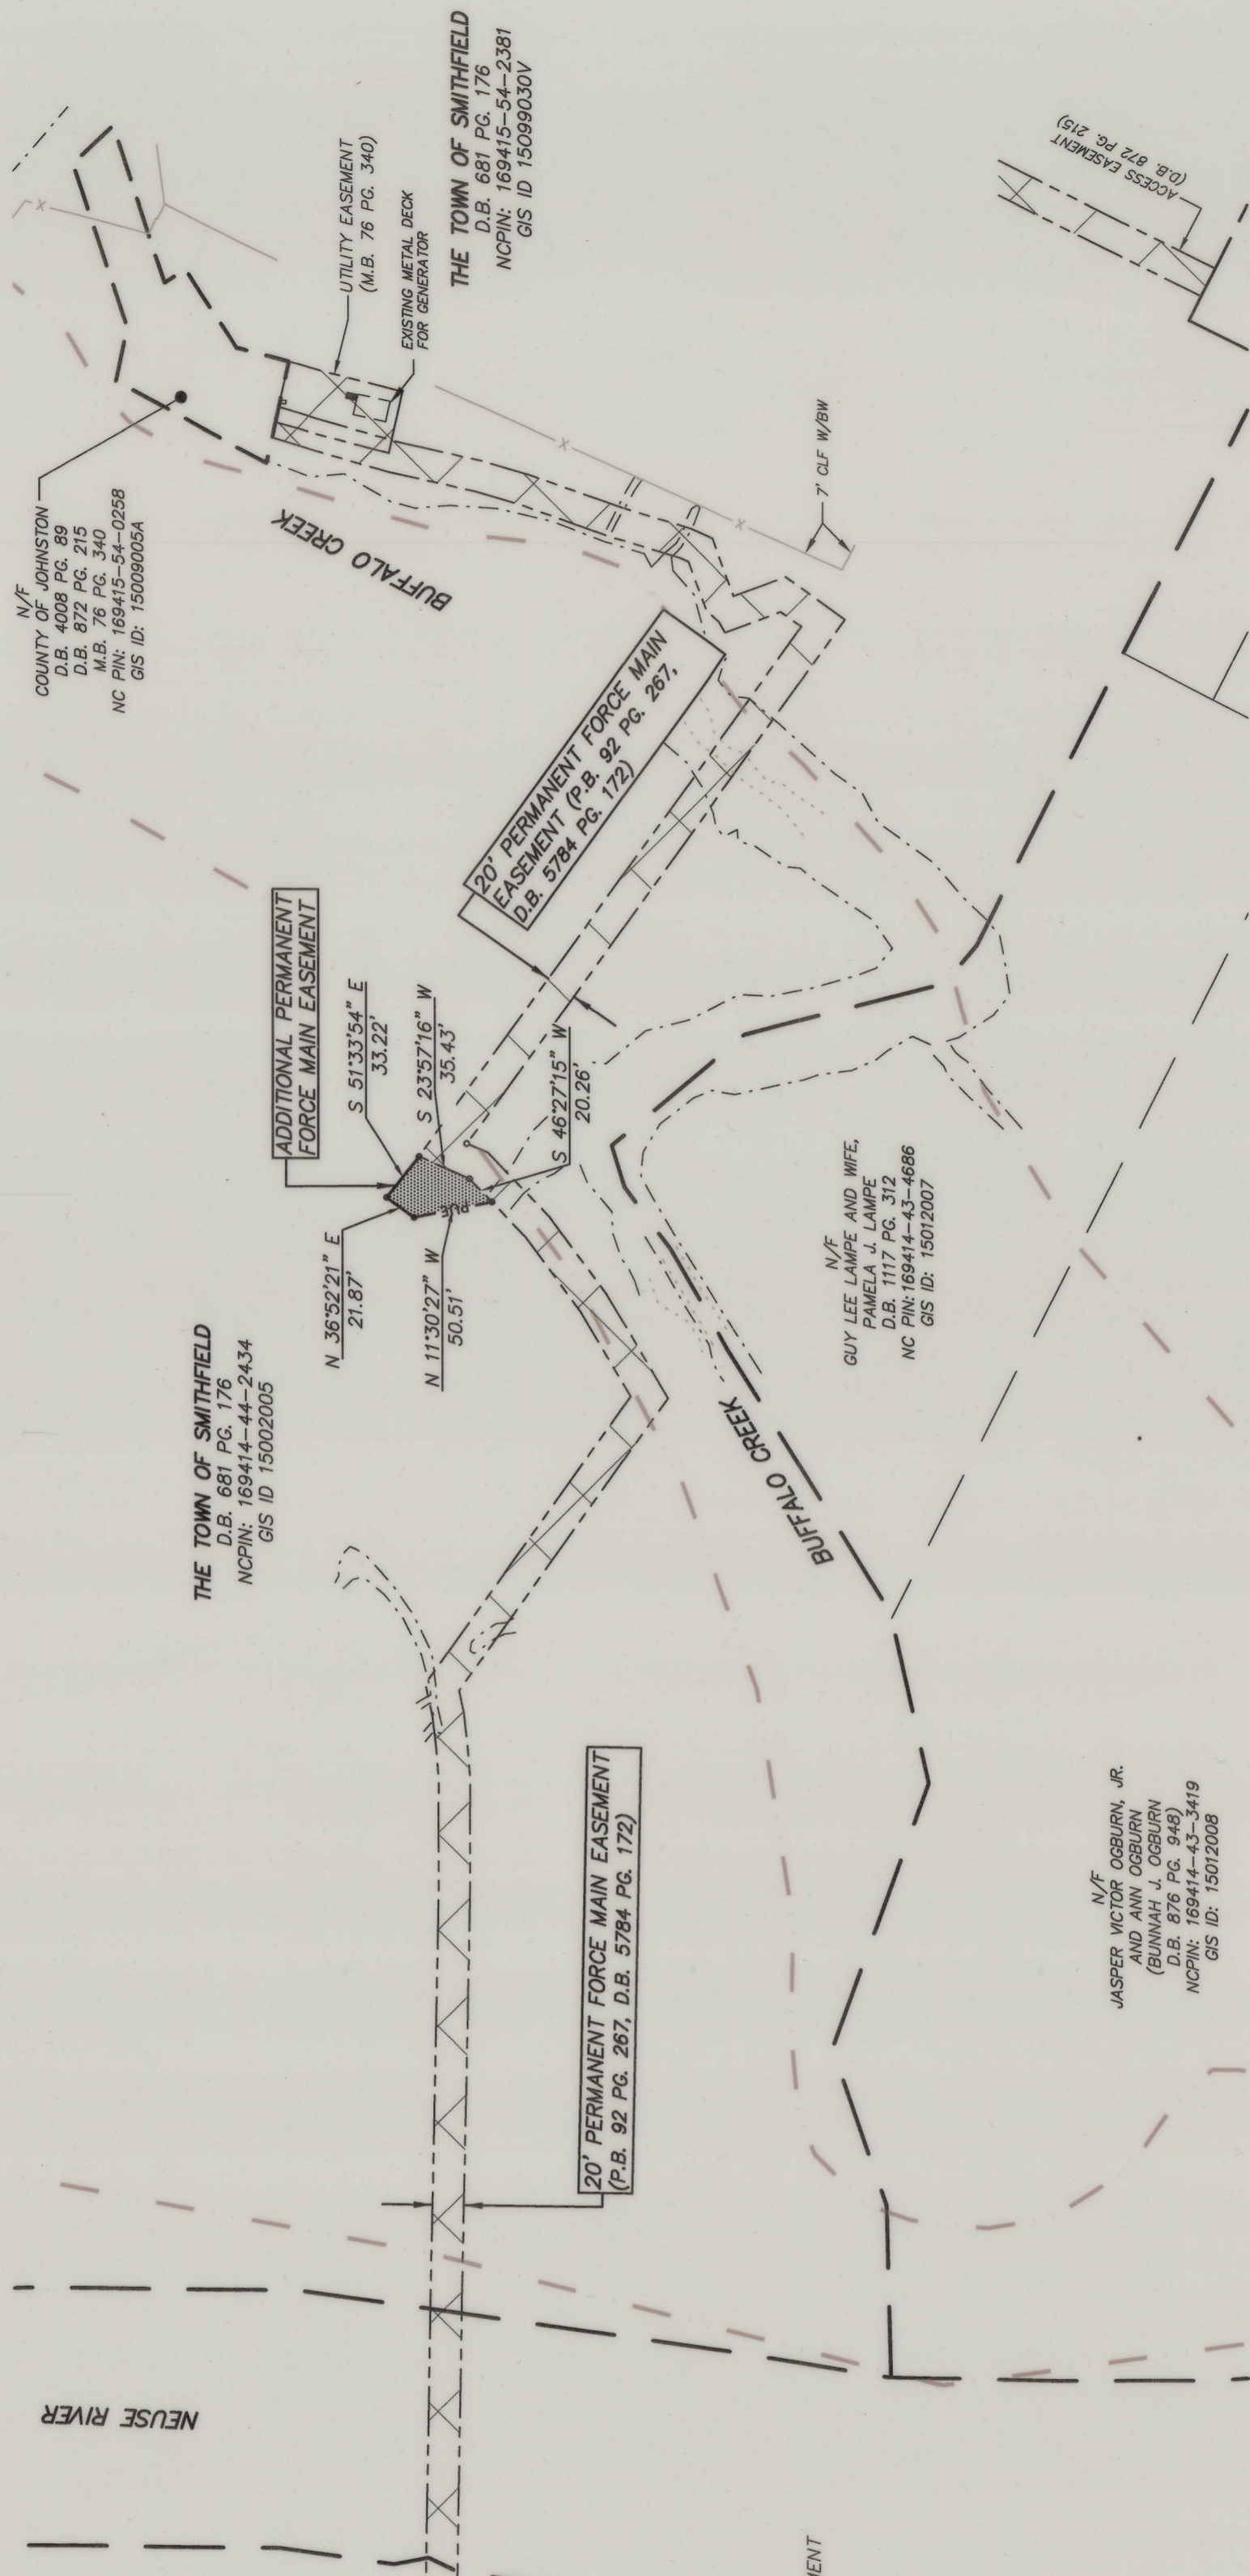 N/F
COUNTY OF JOHNSTON
D.B. 4008 PG. 89
D.B. 872 PG. 215
M.B. 76 PG. 340
NC PIN: 169415-54-0258
GIS ID: 15009005A
UTILITY EASEMENT
(M.B. 76 PG. 340)
EXISTING METAL DECK
FOR GENERATOR
THE TOWN OF SMITHFIELD
D.B. 681 PG. 176
NCPIN: 169415-54-2381
GIS ID 15099030V
ACCESS EASEMENT
(D.B. 872 PG. 215)
X
X
X
7' CLF W/BW
BUFFALO CREEK
20' PERMANENT FORCE MAIN
EASEMENT (P.B. 92 PG. 267,
D.B. 5784 PG. 172)
ADDITIONAL PERMANENT
FORCE MAIN EASEMENT
S 51°33'54" E
33.22'
S 23°57'16" W
35.43'
S 46°27'15" W
20.26'
N 36°52'21" E
21.87'
N 11°30'27" W
50.51'
THE TOWN OF SMITHFIELD
D.B. 681 PG. 176
NCPIN: 169414-44-2434
GIS ID 15002005
N/F
GUY LEE LAMPE AND WIFE,
PAMELA J. LAMPE
D.B. 1117 PG. 312
NC PIN: 169414-43-4686
GIS ID: 15012007
BUFFALO CREEK
20' PERMANENT FORCE MAIN EASEMENT
(P.B. 92 PG. 267, D.B. 5784 PG. 172)
N/F
JASPER VICTOR OGBURN, JR.
AND ANN OGBURN
(BUNNAH J. OGBURN
D.B. 876 PG. 948)
NCPIN: 169414-43-3419
GIS ID: 15012008
NEUSE RIVER
MENT